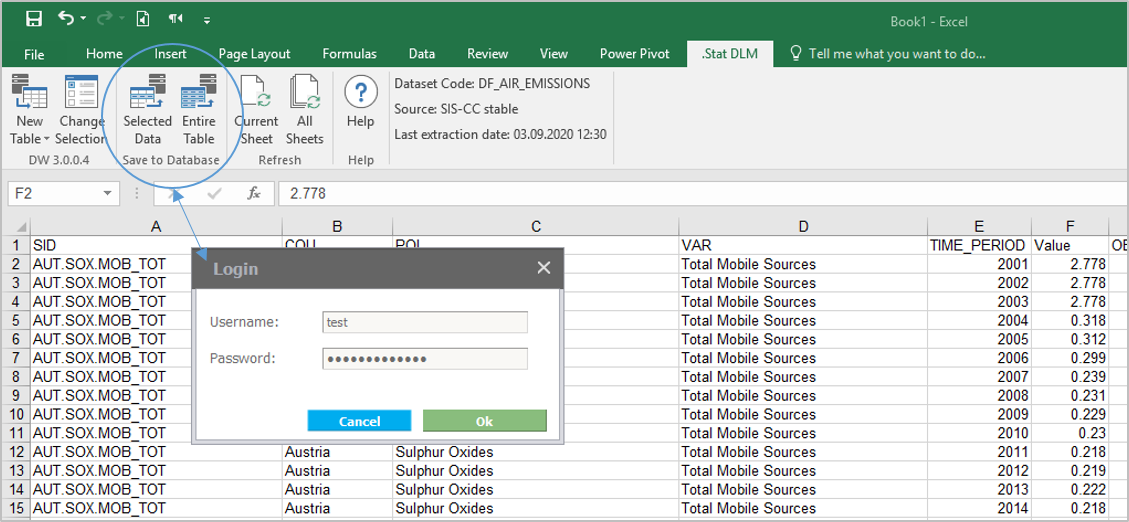 Book1 - Excel
File Home Insert Page Layout Formulas Data Review View Power Pivot .Stat DLM Tell me what you want to do...
New Table Change Selection Selected Data Entire Table Current Sheet All Sheets Help
Dataset Code: DF_AIR_EMISSIONS
Source: SIS-CC stable
Last extraction date: 03.09.2020 12:30
DW 3.0.0.4 Save to Database Refresh Help
F2 fx 2.778
A B C D E F
1 SID COU POL VAR TIME_PERIOD Value
2 AUT.SOX.MOB_TOT Total Mobile Sources 2001 2.778
3 AUT.SOX.MOB_TOT Total Mobile Sources 2002 2.778
4 AUT.SOX.MOB_TOT Total Mobile Sources 2003 2.778
5 AUT.SOX.MOB_TOT Total Mobile Sources 2004 0.318
6 AUT.SOX.MOB_TOT Total Mobile Sources 2005 0.312
7 AUT.SOX.MOB_TOT Total Mobile Sources 2006 0.299
8 AUT.SOX.MOB_TOT Total Mobile Sources 2007 0.239
9 AUT.SOX.MOB_TOT Total Mobile Sources 2008 0.231
10 AUT.SOX.MOB_TOT Total Mobile Sources 2009 0.229
11 AUT.SOX.MOB_TOT Total Mobile Sources 2010 0.23
12 AUT.SOX.MOB_TOT Austria Sulphur Oxides Total Mobile Sources 2011 0.218
13 AUT.SOX.MOB_TOT Austria Sulphur Oxides Total Mobile Sources 2012 0.219
14 AUT.SOX.MOB_TOT Austria Sulphur Oxides Total Mobile Sources 2013 0.222
15 AUT.SOX.MOB_TOT Austria Sulphur Oxides Total Mobile Sources 2014 0.218
Login
Username: test
Password: •••••••••••••
Cancel Ok